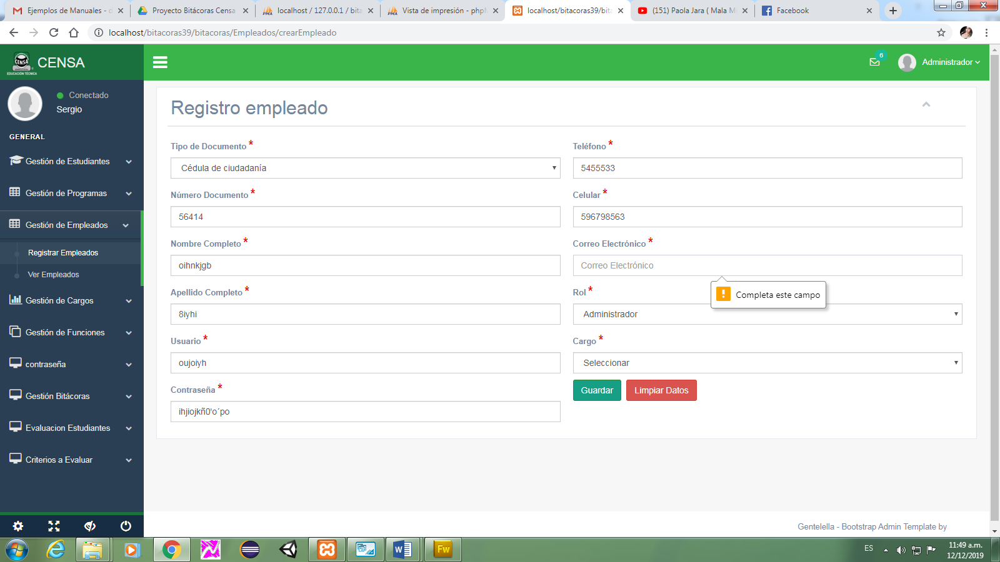 Ejemplos de Manuales - 
Proyecto Bitácoras Censa
localhost / 127.0.0.1 / bita
Vista de impresión - php
localhost/bitacoras39/bit
(151) Paola Jara ( Mala M
Facebook
localhost/bitacoras39/bitacoras/Empleados/crearEmpleado
CENSA
EDUCACIÓN TÉCNICA
CENSA
6
Administrador
Conectado
Sergio
GENERAL
Gestión de Estudiantes
Gestión de Programas
Gestión de Empleados
Registrar Empleados
Ver Empleados
Gestión de Cargos
Gestión de Funciones
contraseña
Gestión Bitácoras
Evaluacion Estudiantes
Criterios a Evaluar
Registro empleado
Tipo de Documento *
Cédula de ciudadanía
Número Documento *
56414
Nombre Completo *
oihnkjgb
Apellido Completo *
8iyhi
Usuario *
oujoiyh
Contraseña *
ihjiojkñ0'o´po
Teléfono *
5455533
Celular *
596798563
Correo Electrónico *
Correo Electrónico
Completa este campo
Rol *
Administrador
Cargo *
Seleccionar
Guardar
Limpiar Datos
Gentelella - Bootstrap Admin Template by
Fw
ES
11:49 a.m.
12/12/2019